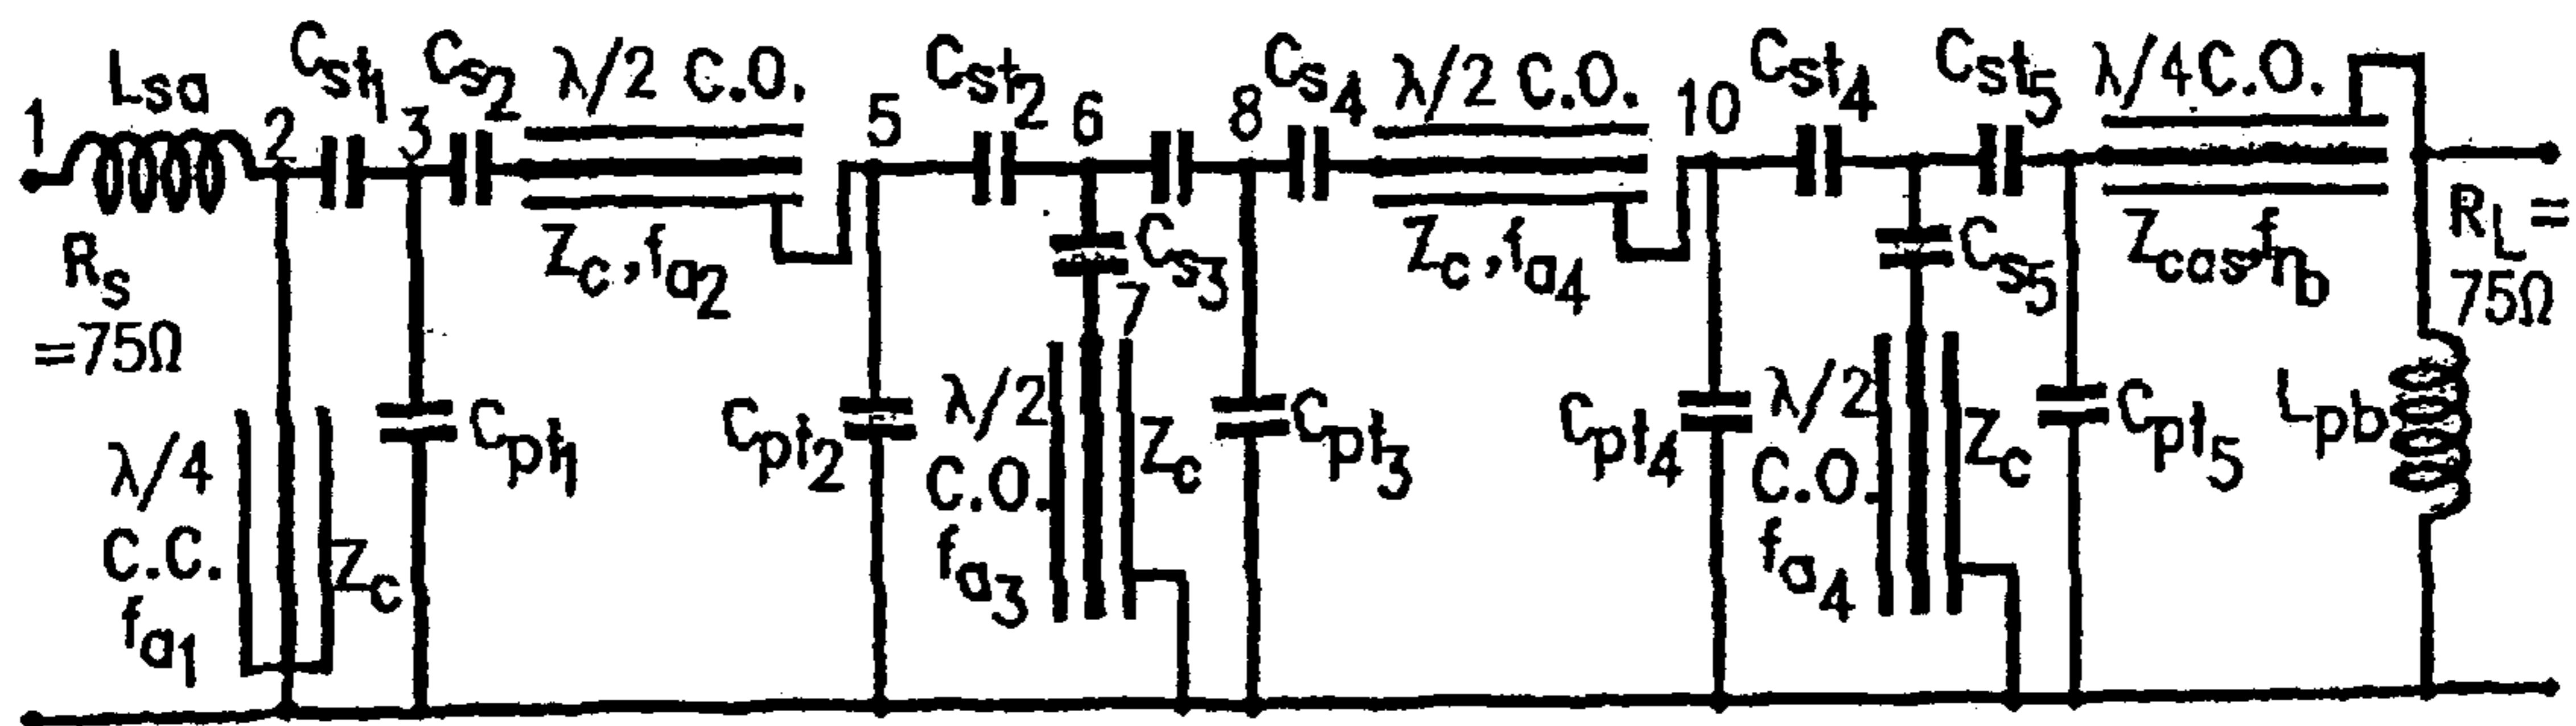 1
Lsa
2
Cst1
3
Cs2
λ/2 C.O.
5
Cst2
6
8
Cs4
λ/2 C.O.
10
Cst4
Cst5
λ/4C.O.
Rs
=75Ω
Zc,fa2
Cs3
7
Zc,fa4
Cs5
Zcas,fnb
RL=
75Ω
λ/4
C.C.
fa1
Zc
Cpt1
Cpt2
λ/2
C.O.
fa3
Zc
Cpt3
Cpt4
λ/2
C.O.
fa4
Zc
Cpt5
Lpb